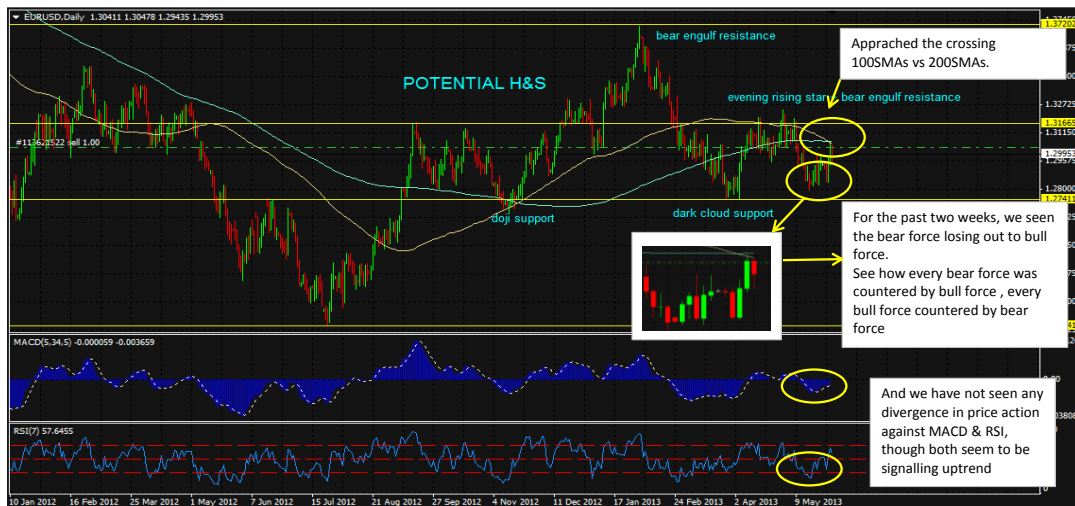 EURUSD,Daily 1.30411 1.30478 1.29435 1.29953
1.37202
bear engulf resistance
Apprached the crossing
100SMAs vs 200SMAs.
POTENTIAL H&S
evening rising star
bear engulf resistance
1.32725
1.31665
1.31150
#113621522 sell 1.00
1.29953
1.29575
1.28000
1.27411
doji support
dark cloud support
For the past two weeks, we seen
the bear force losing out to bull
force.
See how every bear force was
countered by bull force , every
bull force countered by bear
force
MACD(5,34,5) -0.000059 -0.003659
0.00
And we have not seen any
divergence in price action
against MACD & RSI,
though both seem to be
signalling uptrend
RSI(7) 57.6455
0
10 Jan 2012 16 Feb 2012 25 Mar 2012 1 May 2012 7 Jun 2012 15 Jul 2012 21 Aug 2012 27 Sep 2012 4 Nov 2012 11 Dec 2012 17 Jan 2013 24 Feb 2013 2 Apr 2013 9 May 2013